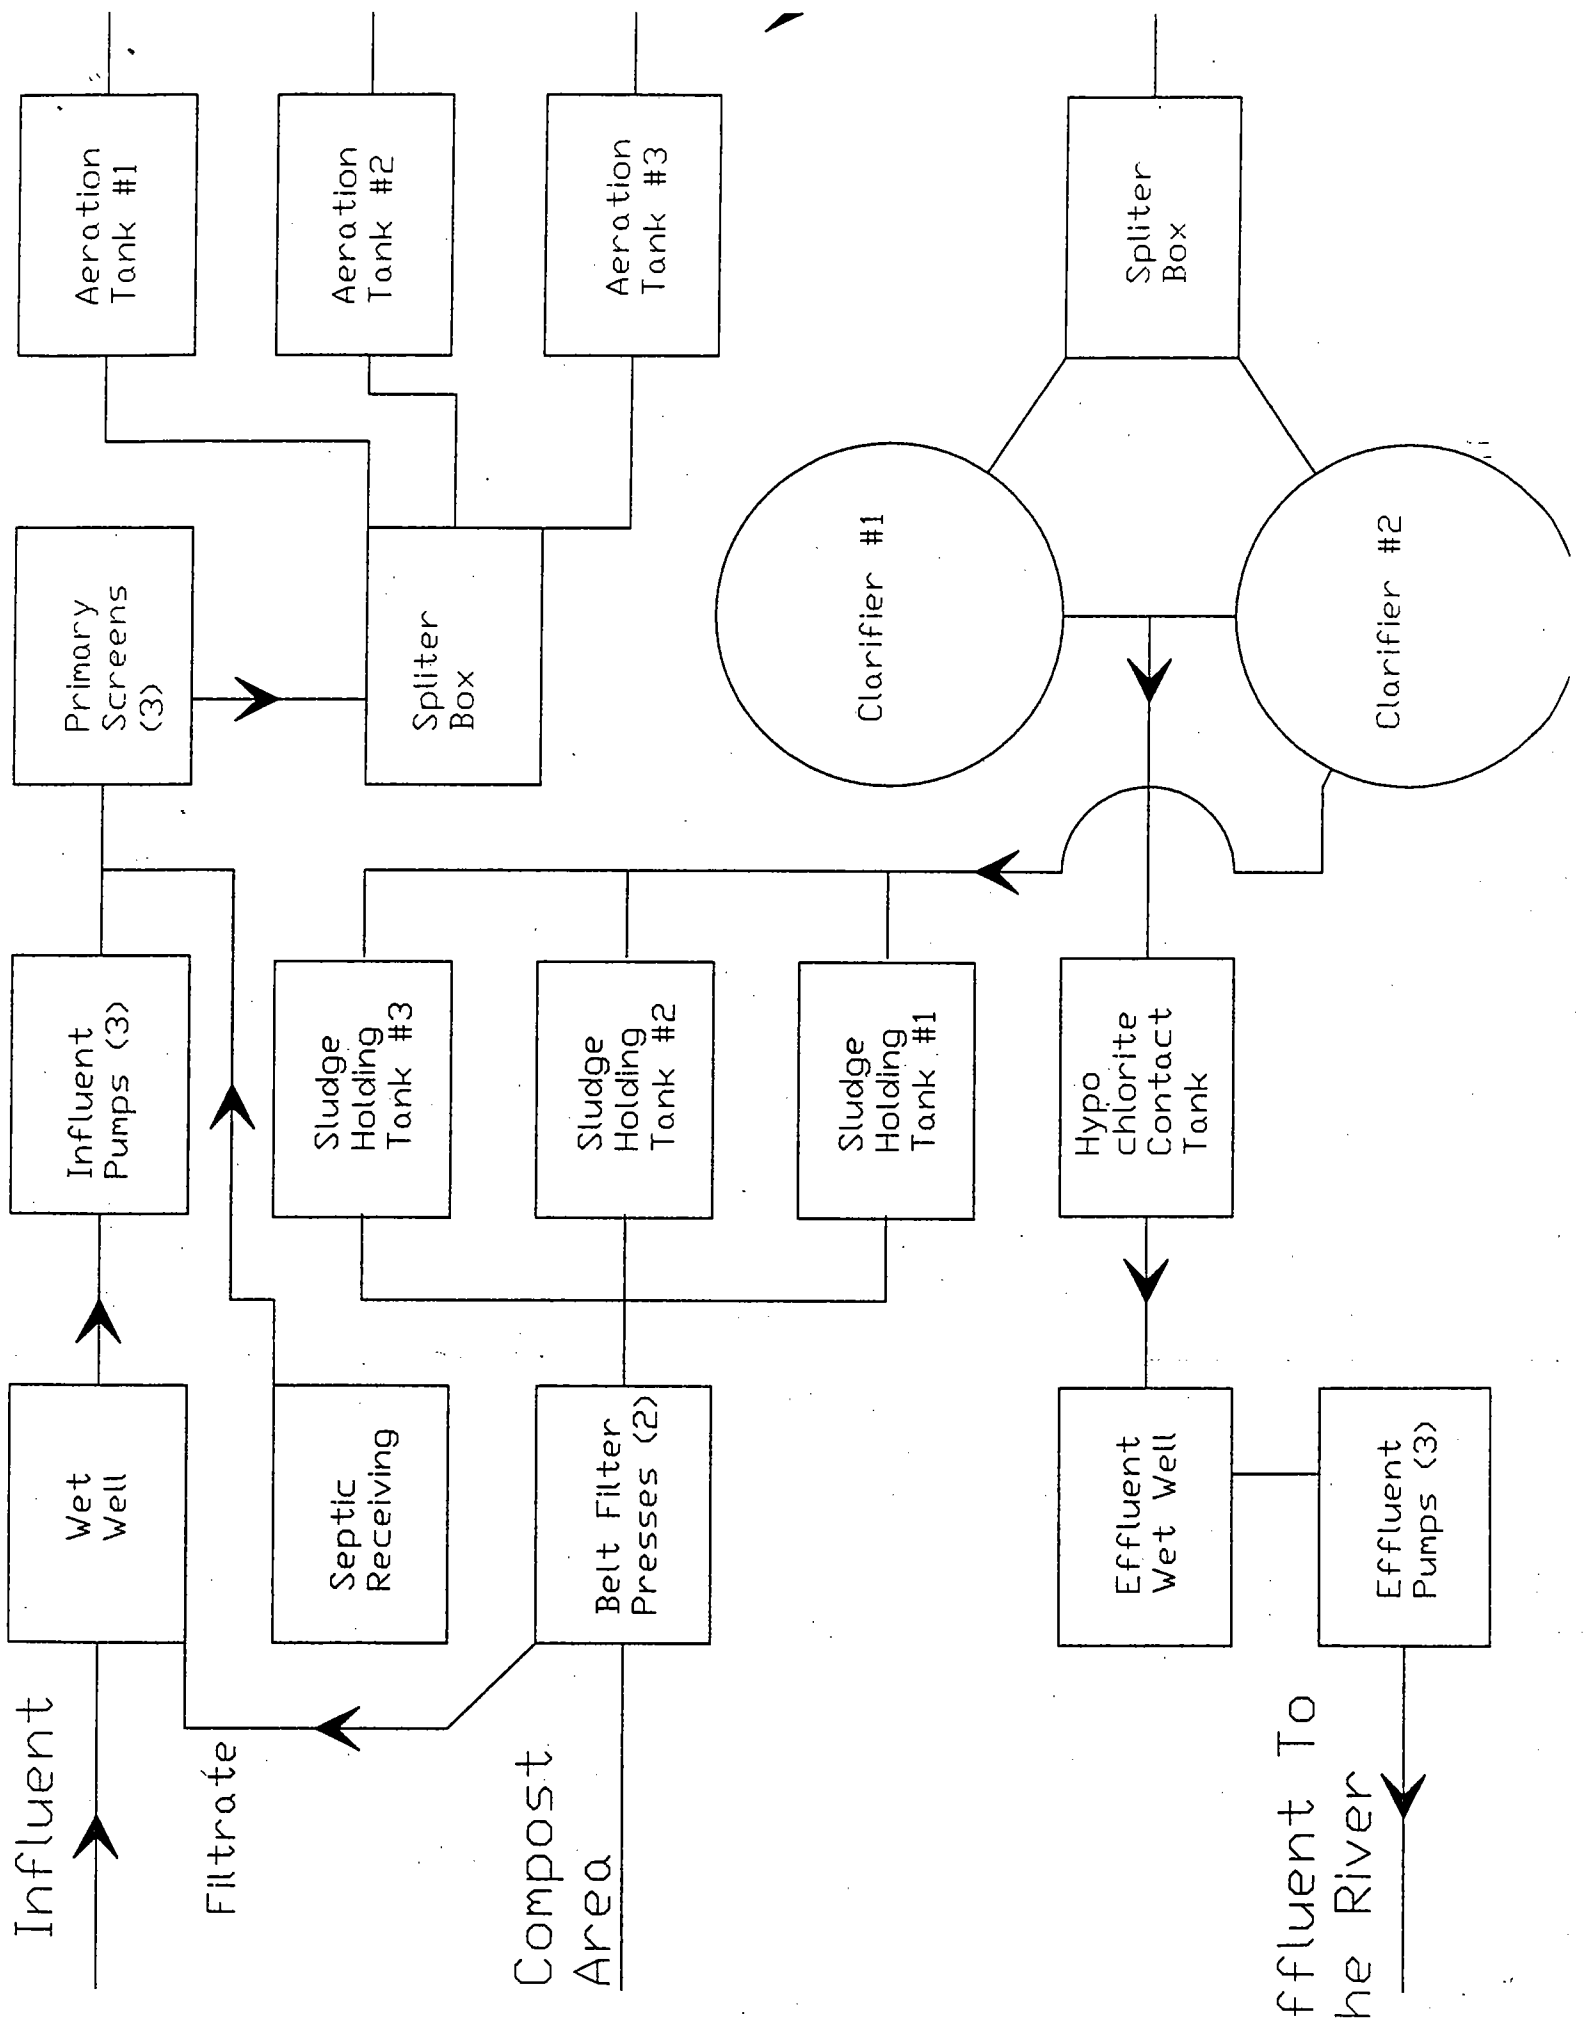 Influent
Wet
Well
Influent
Pumps (3)
Primary
Screens
(3)
Aeration
Tank #1
Filtrate
Septic
Receiving
Sludge
Holding
Tank #3
Spliter
Box
Aeration
Tank #2
Compost
Area
Belt Filter
Presses (2)
Sludge
Holding
Tank #2
Aeration
Tank #3
Sludge
Holding
Tank #1
Clarifier #1
Effluent
Wet Well
Hypo
chlorite
Contact
Tank
Spliter
Box
ffluent To
he River
Effluent
Pumps (3)
Clarifier #2